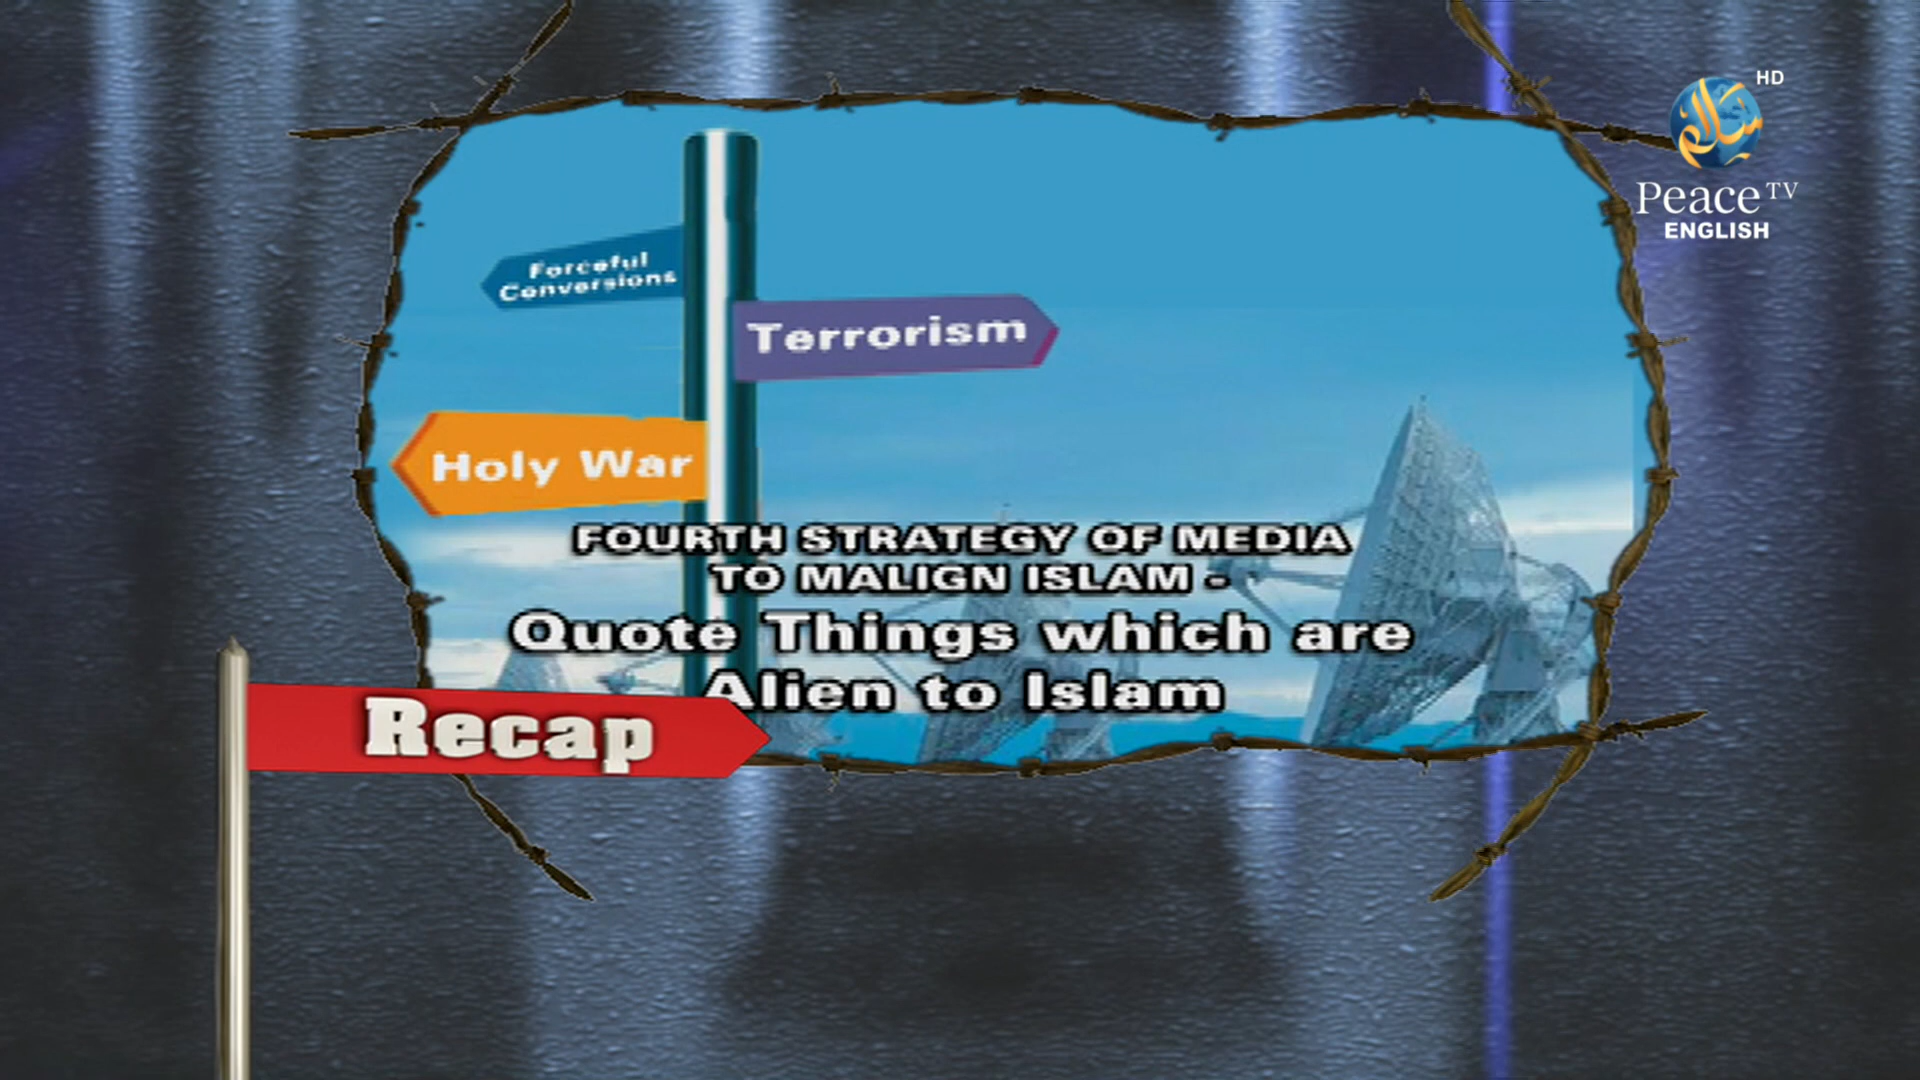 HD
Peace TV
ENGLISH
Forceful
Conversions
Terrorism
Holy War
FOURTH STRATEGY OF MEDIA
TO MALIGN ISLAM -
Quote Things which are
Alien to Islam
Recap